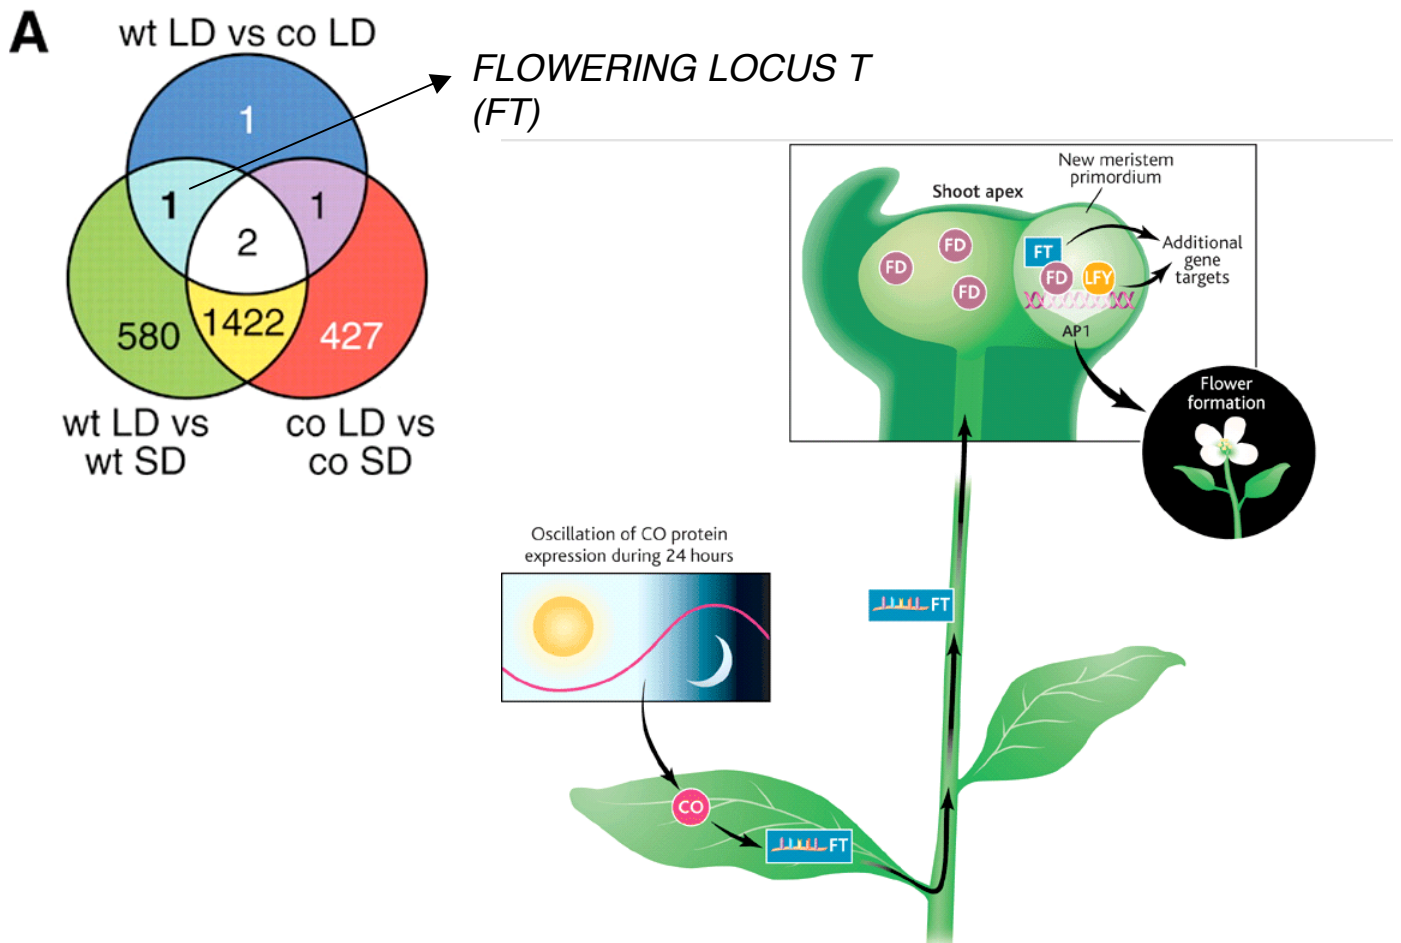 A
wt LD vs co LD
FLOWERING LOCUS T
(FT)
1
1
1
2
580
1422
427
wt LD vs
wt SD
co LD vs
co SD
New meristem
primordium
Shoot apex
FD
FD
FD
FT
FD
LFY
Additional
gene
targets
AP1
Flower
formation
Oscillation of CO protein
expression during 24 hours
FT
CO
FT